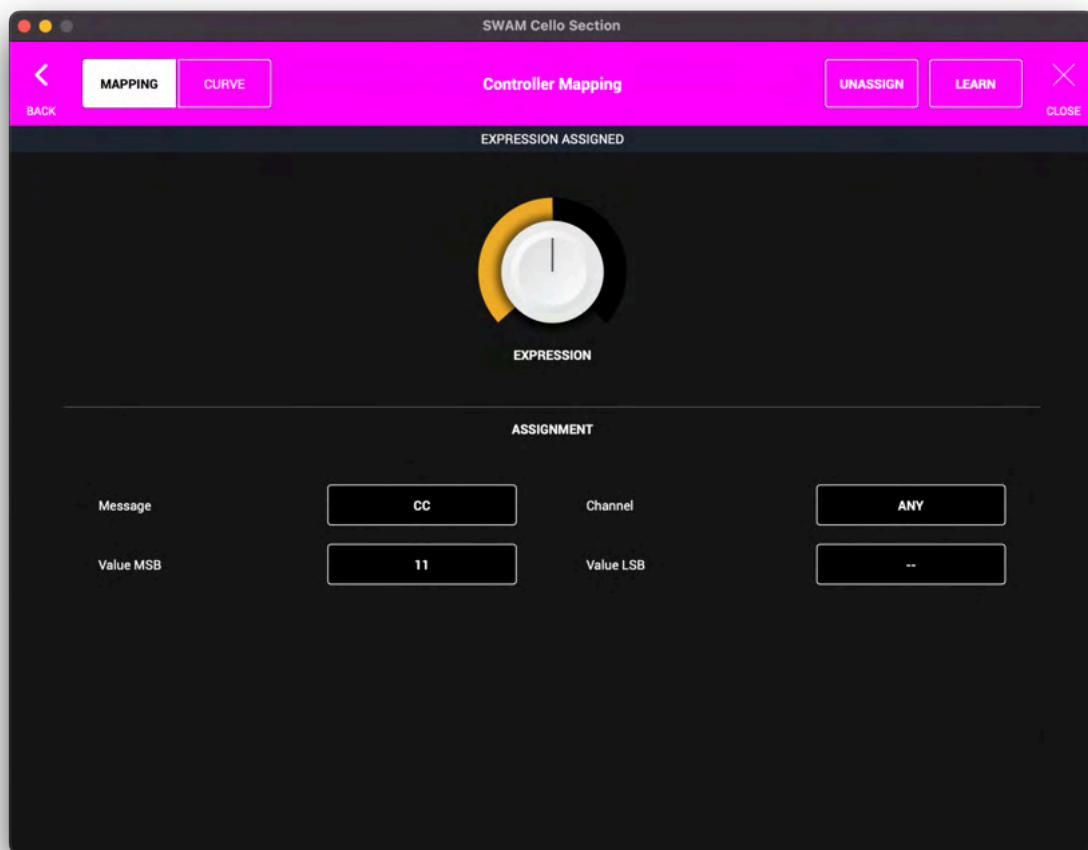 SWAM Cello Section
BACK
MAPPING
CURVE
Controller Mapping
UNASSIGN
LEARN
CLOSE
EXPRESSION ASSIGNED
EXPRESSION
ASSIGNMENT
Message
CC
Channel
ANY
Value MSB
11
Value LSB
--